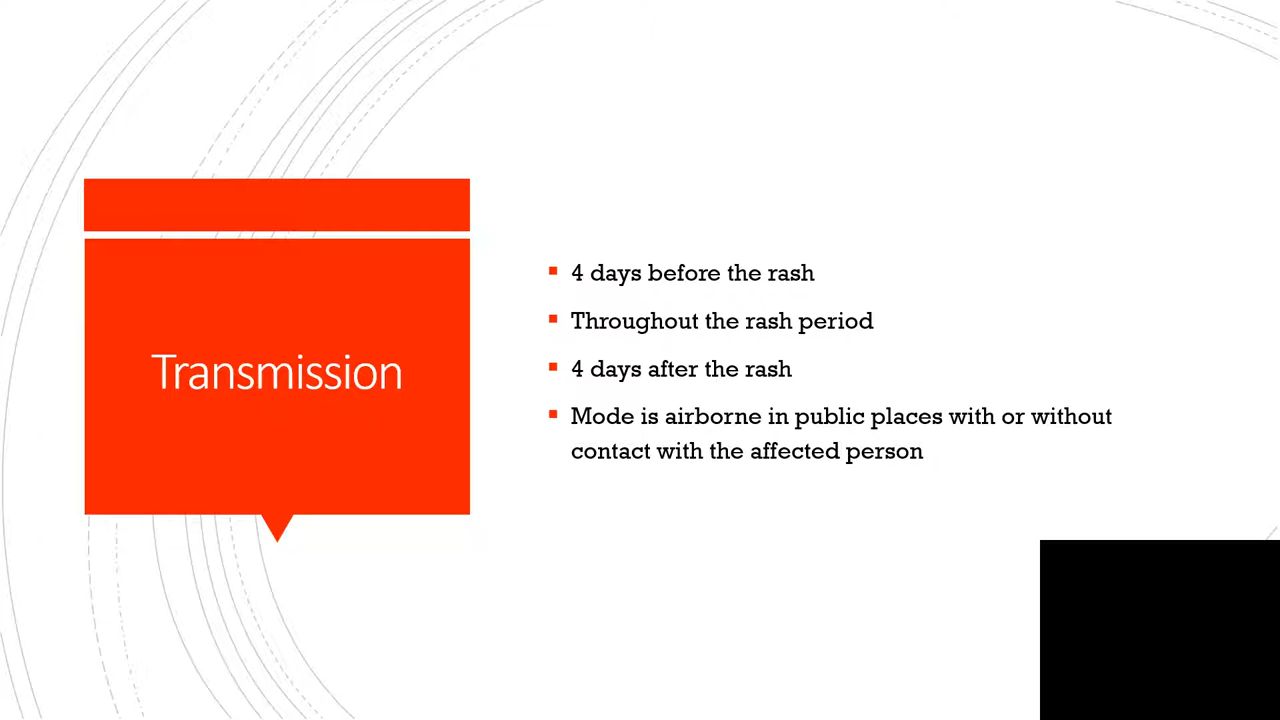 Transmission
4 days before the rash
Throughout the rash period
4 days after the rash
Mode is airborne in public places with or without
contact with the affected person